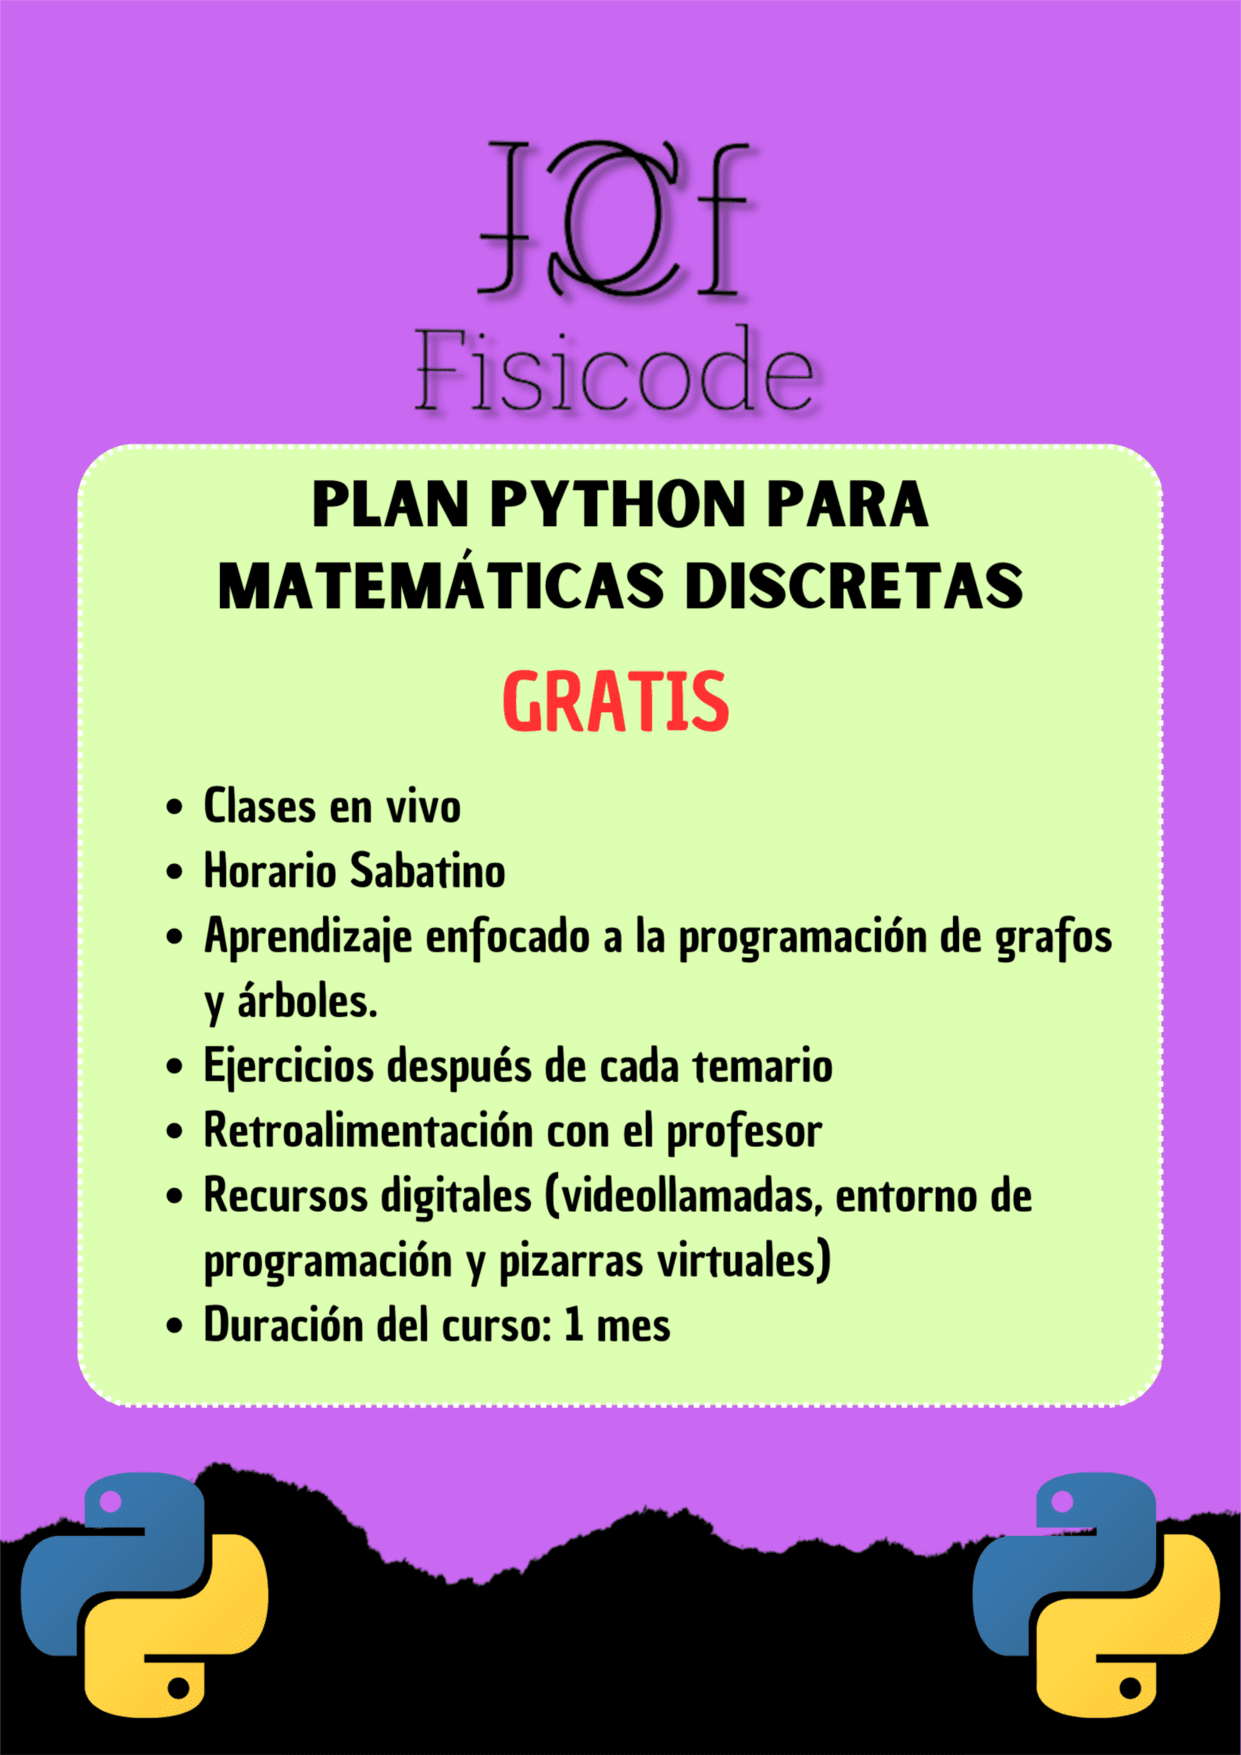 JCf
Fisicode
PLAN PYTHON PARA
MATEMÁTICAS DISCRETAS
GRATIS
• Clases en vivo
• Horario Sabatino
• Aprendizaje enfocado a la programación de grafos
y árboles.
• Ejercicios después de cada temario
• Retroalimentación con el profesor
• Recursos digitales (videollamadas, entorno de
programación y pizarras virtuales)
• Duración del curso: 1 mes